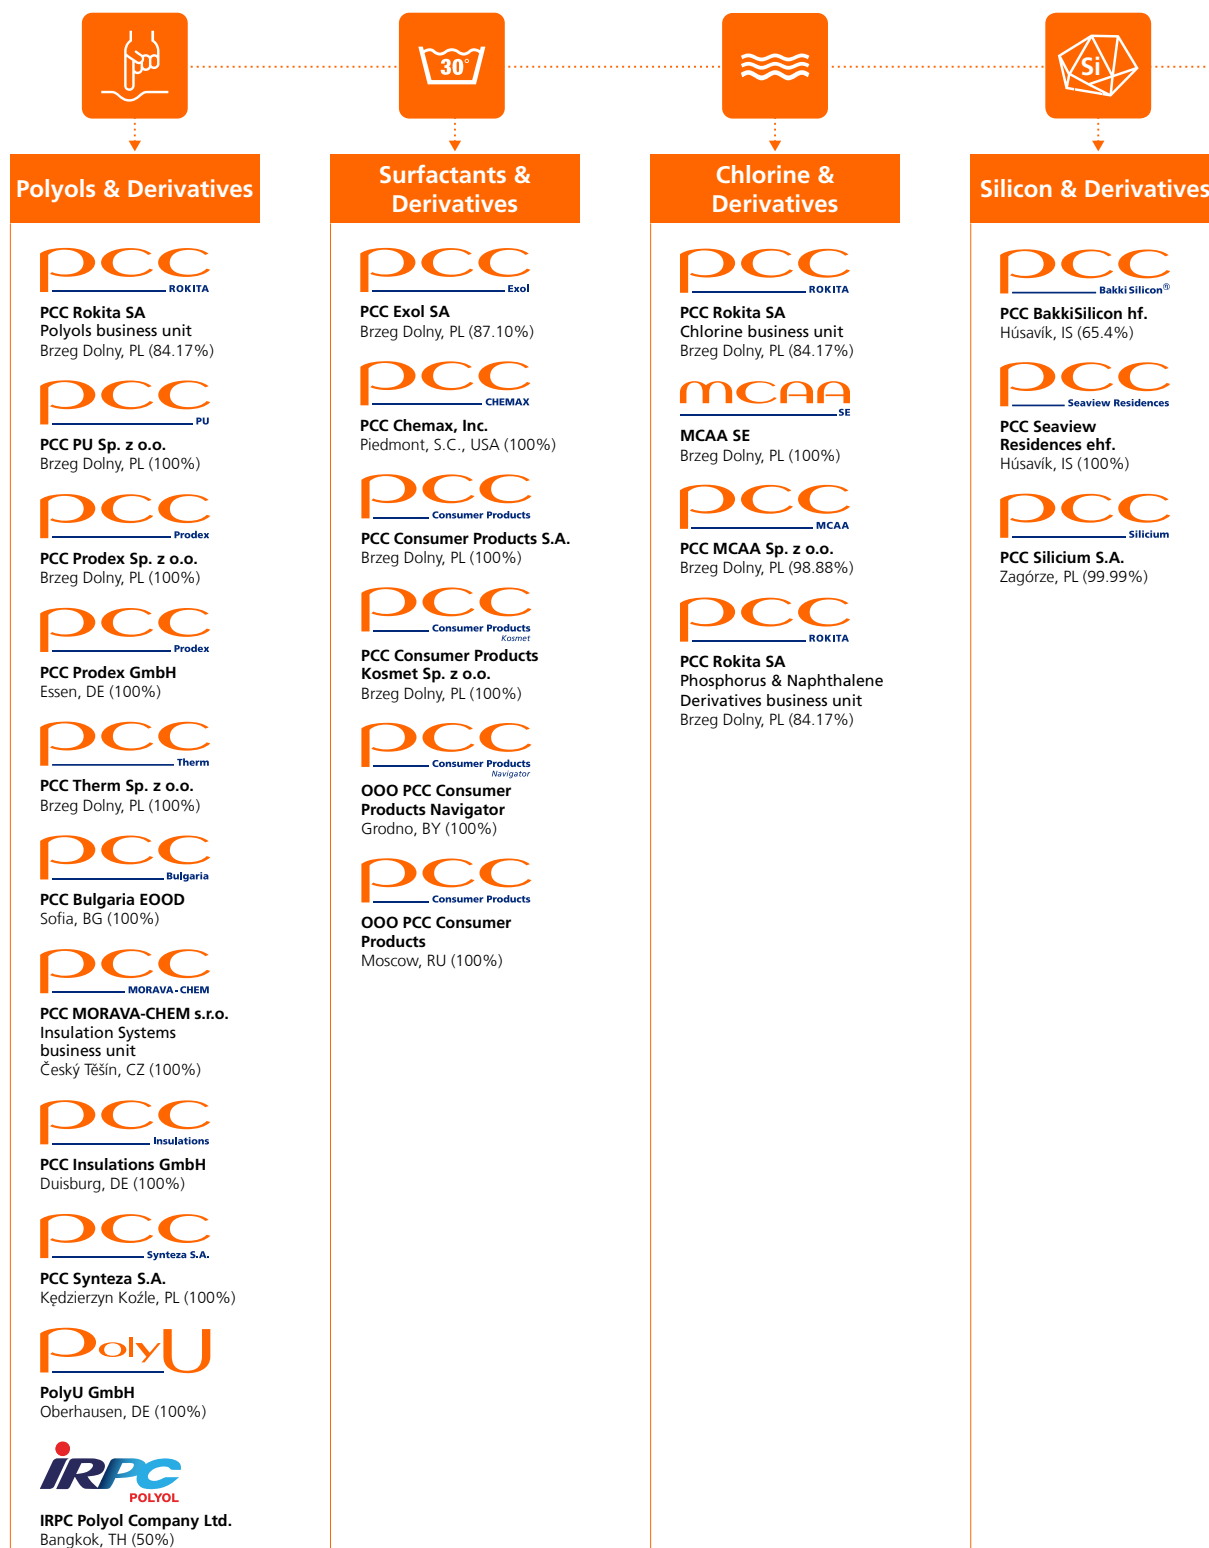 30°
Si
Polyols & Derivatives
pcc
ROKITA
PCC Rokita SA
Polyols business unit
Brzeg Dolny, PL (84.17%)
pcc
PU
PCC PU Sp. z o.o.
Brzeg Dolny, PL (100%)
pcc
Prodex
PCC Prodex Sp. z o.o.
Brzeg Dolny, PL (100%)
pcc
Prodex
PCC Prodex GmbH
Essen, DE (100%)
pcc
Therm
PCC Therm Sp. z o.o.
Brzeg Dolny, PL (100%)
pcc
Bulgaria
PCC Bulgaria EOOD
Sofia, BG (100%)
pcc
MORAVA-CHEM
PCC MORAVA-CHEM s.r.o.
Insulation Systems
business unit
Český Těšín, CZ (100%)
pcc
Insulations
PCC Insulations GmbH
Duisburg, DE (100%)
pcc
Synteza S.A.
PCC Synteza S.A.
Kędzierzyn Koźle, PL (100%)
PolyU
PolyU GmbH
Oberhausen, DE (100%)
iRPC
POLYOL
IRPC Polyol Company Ltd.
Bangkok, TH (50%)
Surfactants &
Derivatives
pcc
Exol
PCC Exol SA
Brzeg Dolny, PL (87.10%)
pcc
CHEMAX
PCC Chemax, Inc.
Piedmont, S.C., USA (100%)
pcc
Consumer Products
PCC Consumer Products S.A.
Brzeg Dolny, PL (100%)
pcc
Consumer Products
Kosmet
PCC Consumer Products
Kosmet Sp. z o.o.
Brzeg Dolny, PL (100%)
pcc
Consumer Products
Navigator
OOO PCC Consumer
Products Navigator
Grodno, BY (100%)
pcc
Consumer Products
OOO PCC Consumer
Products
Moscow, RU (100%)
Chlorine &
Derivatives
pcc
ROKITA
PCC Rokita SA
Chlorine business unit
Brzeg Dolny, PL (84.17%)
mcaa
SE
MCAA SE
Brzeg Dolny, PL (100%)
pcc
MCAA
PCC MCAA Sp. z o.o.
Brzeg Dolny, PL (98.88%)
pcc
ROKITA
PCC Rokita SA
Phosphorus & Naphthalene
Derivatives business unit
Brzeg Dolny, PL (84.17%)
Silicon & Derivatives
pcc
Bakki Silicon®
PCC BakkiSilicon hf.
Húsavík, IS (65.4%)
pcc
Seaview Residences
PCC Seaview
Residences ehf.
Húsavík, IS (100%)
pcc
Silicium
PCC Silicium S.A.
Zagórze, PL (99.99%)